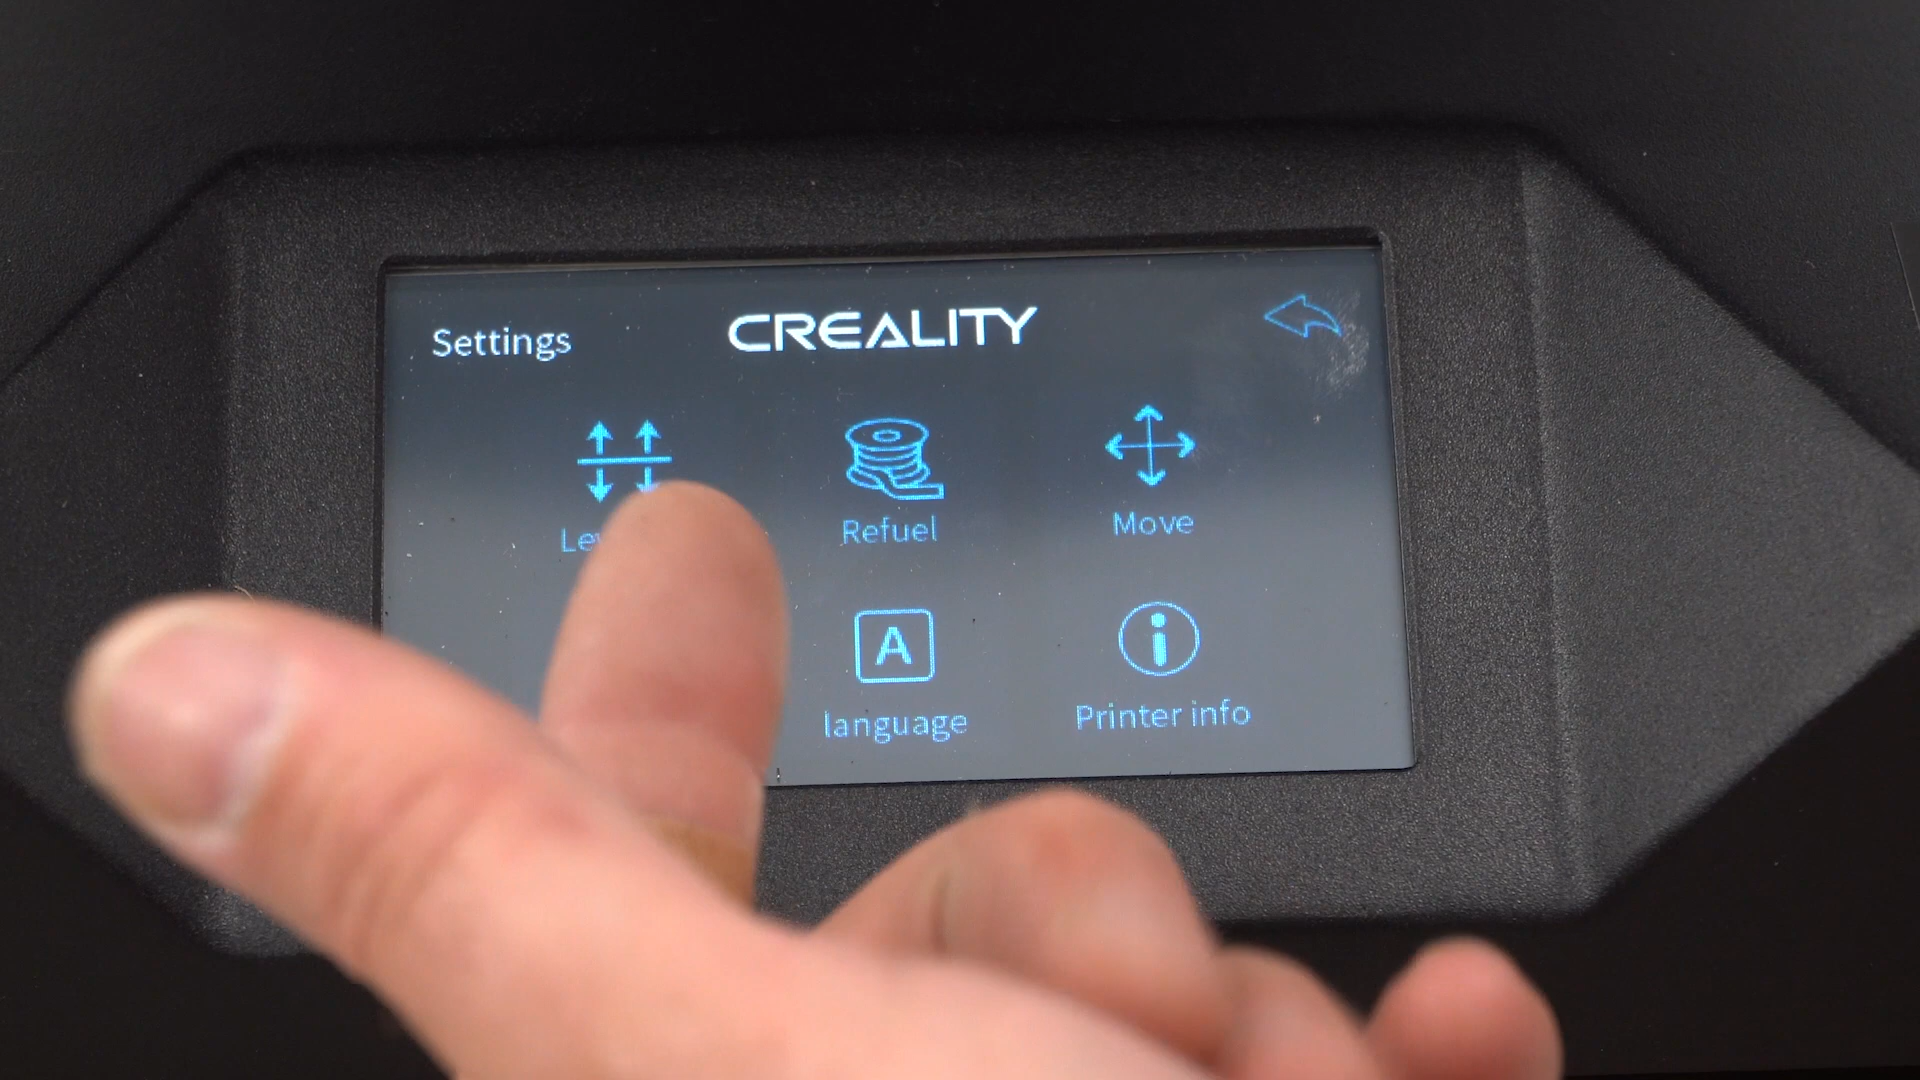 Settings
CREALITY
Refuel
Move
A
language
Printer info